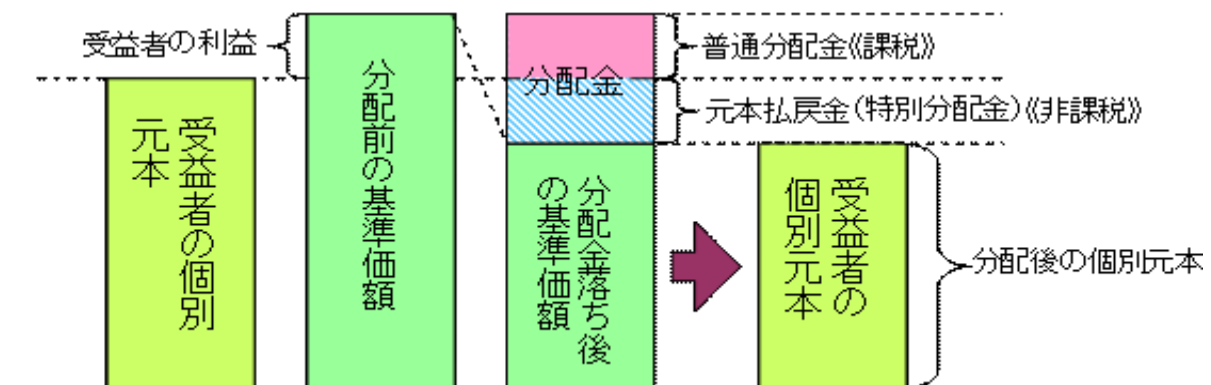 受益者の利益
受益者の個別
元本
分配前の基準価額
分配金
分配金落ち後
の基準価額
普通分配金《課税》
元本払戻金(特別分配金)《非課税》
受益者の
個別元本
分配後の個別元本